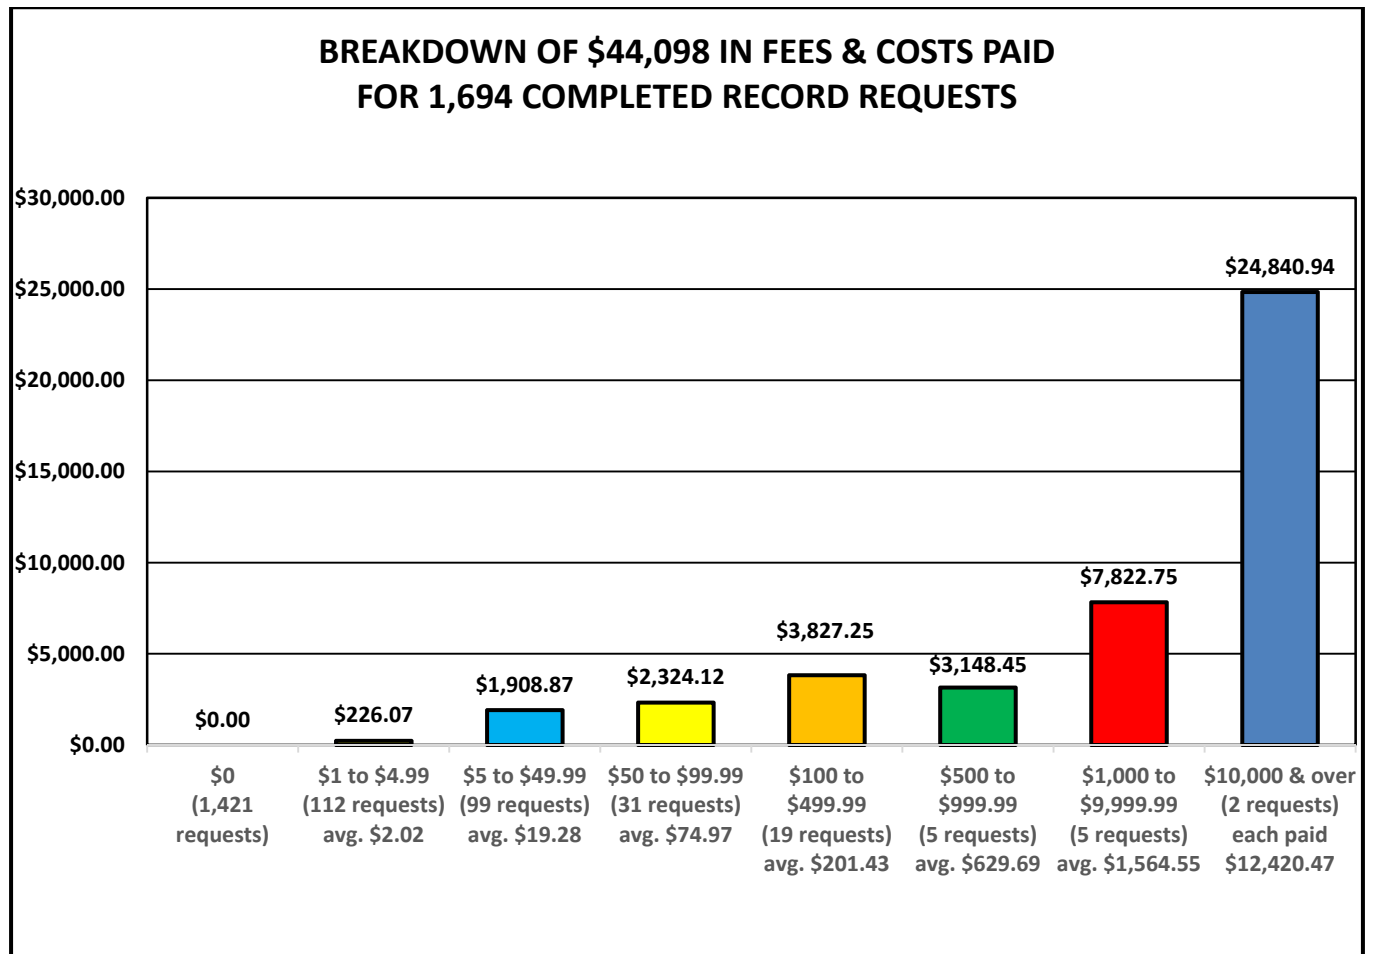 BREAKDOWN OF $44,098 IN FEES & COSTS PAID
FOR 1,694 COMPLETED RECORD REQUESTS
$30,000.00
$25,000.00
$20,000.00
$15,000.00
$10,000.00
$5,000.00
$0.00
$0.00
$226.07
$1,908.87
$2,324.12
$3,827.25
$3,148.45
$7,822.75
$24,840.94
$0
(1,421
requests)
$1 to $4.99
(112 requests)
avg. $2.02
$5 to $49.99
(99 requests)
avg. $19.28
$50 to $99.99
(31 requests)
avg. $74.97
$100 to
$499.99
(19 requests)
avg. $201.43
$500 to
$999.99
(5 requests)
avg. $629.69
$1,000 to
$9,999.99
(5 requests)
avg. $1,564.55
$10,000 & over
(2 requests)
each paid
$12,420.47